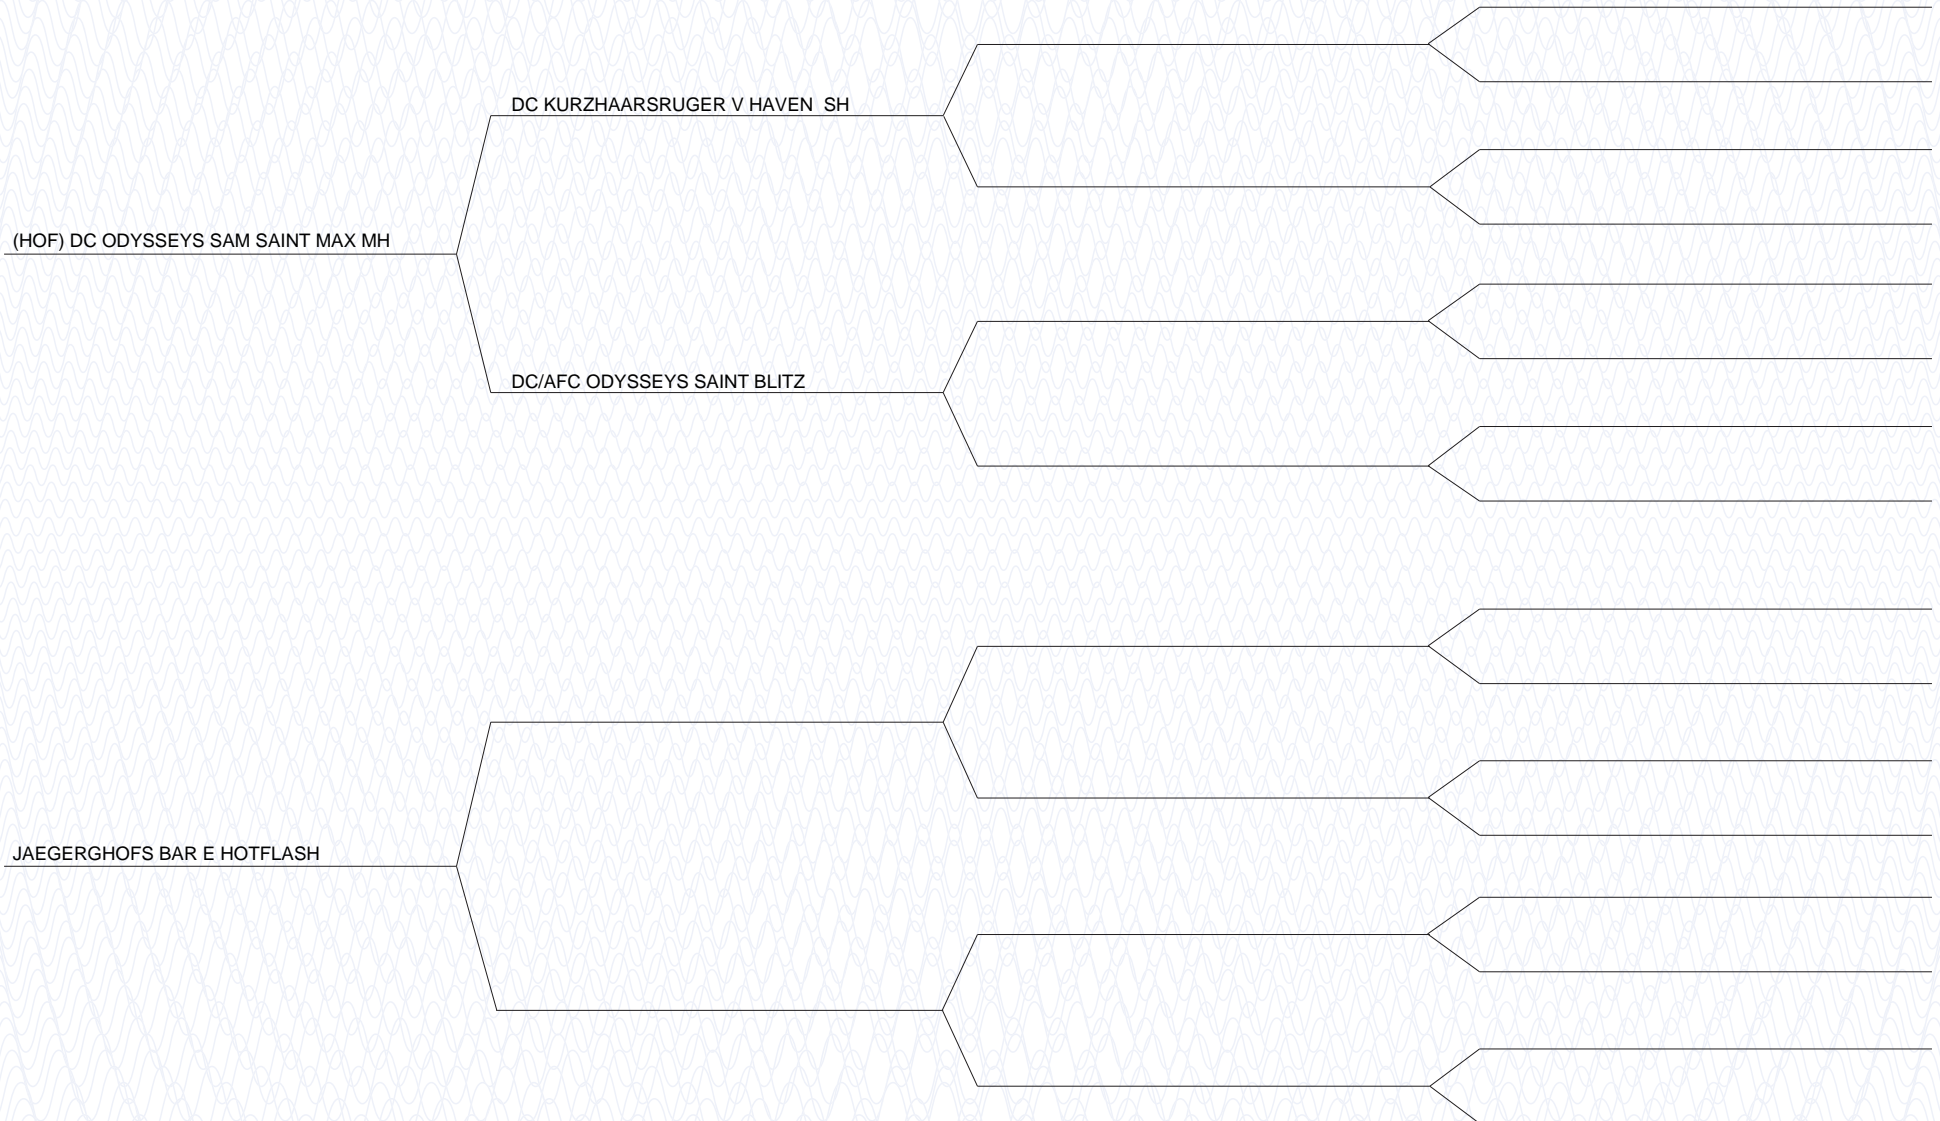 DC KURZHAARSRUGER V HAVEN  SH
(HOF) DC ODYSSEYS SAM SAINT MAX MH
DC/AFC ODYSSEYS SAINT BLITZ
JAEGERGHOFS BAR E HOTFLASH